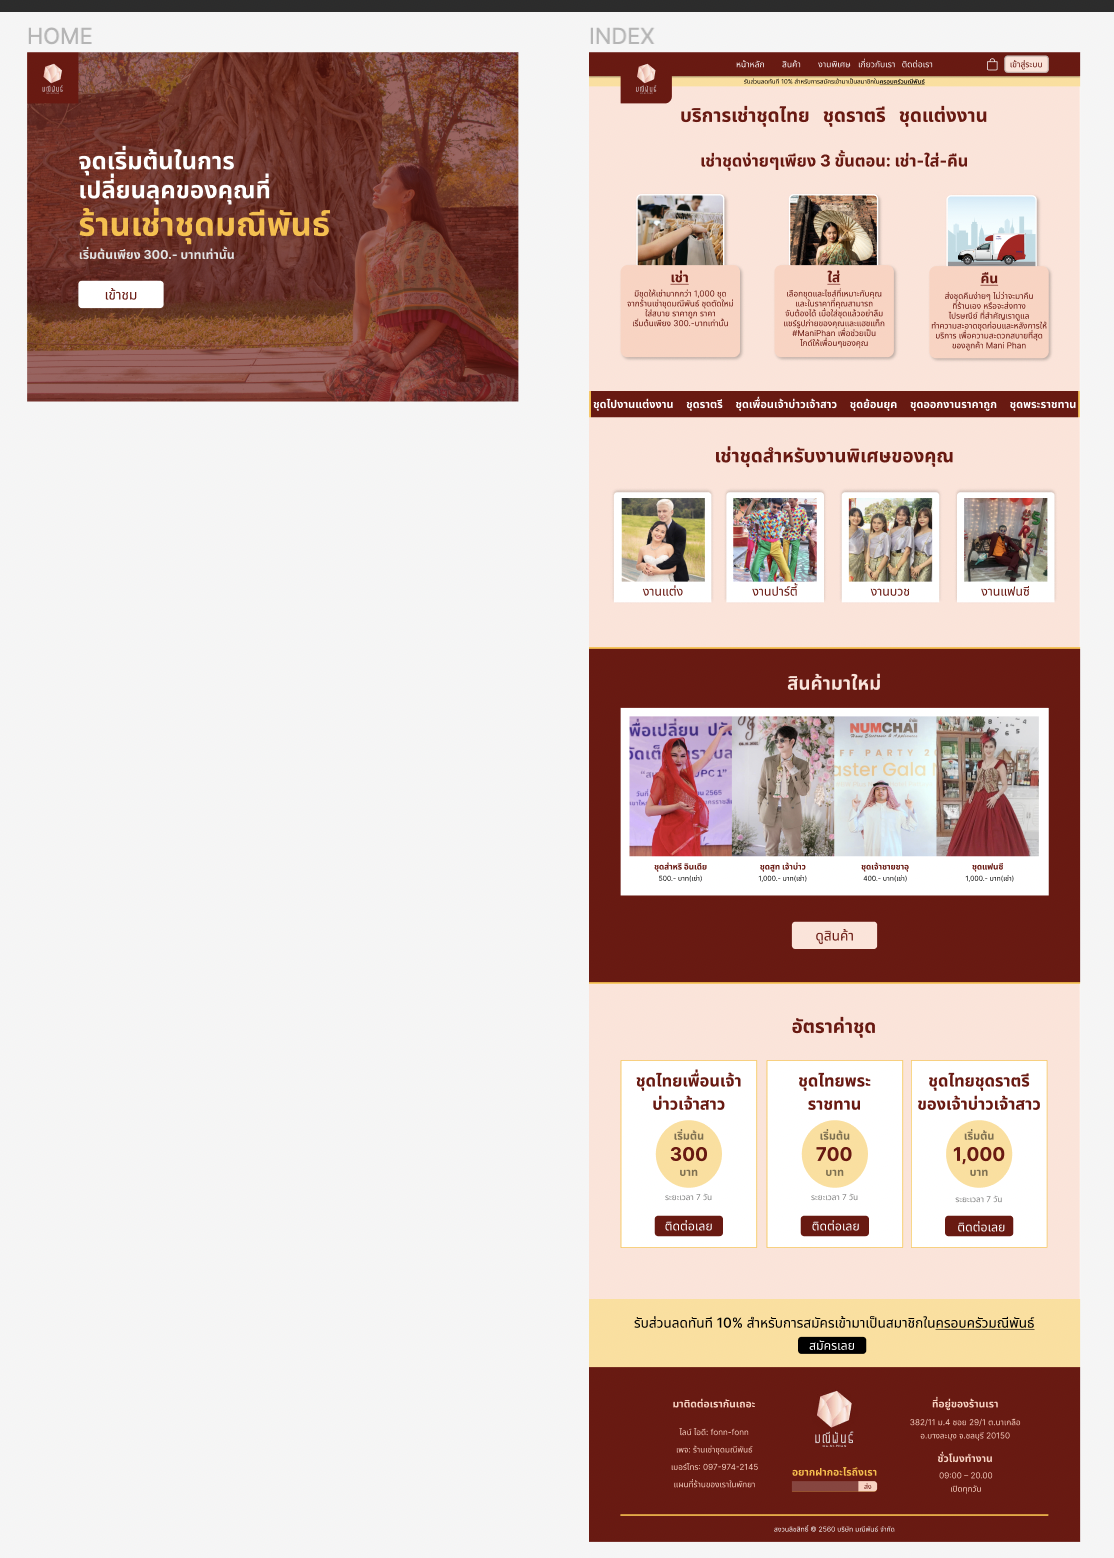 HOME
มณีพันธ์
จุดเริ่มต้นในการ
เปลี่ยนลุคของคุณที่
ร้านเช่าชุดมณีพันธ์
เริ่มต้นเพียง 300.- บาทเท่านั้น
เข้าชม
INDEX
มณีพันธ์
หน้าหลัก สินค้า งานพิเศษ เกี่ยวกับเรา ติดต่อเรา
เข้าสู่ระบบ
รับส่วนลดทันที 10% สำหรับการสมัครเข้ามาเป็นสมาชิกในครอบครัวมณีพันธ์
บริการเช่าชุดไทย ชุดราตรี ชุดแต่งงาน
เช่าชุดง่ายๆเพียง 3 ขั้นตอน: เช่า-ใส่-คืน
เช่า
มีชุดให้เช่ามากกว่า 1,000 ชุด
จากร้านเช่าชุดมณีพันธ์ ชุดตัดใหม่
ใส่สบาย ราคาถูก ราคา
เริ่มต้นเพียง 300.-บาทเท่านั้น
ใส่
เลือกชุดและไซส์ที่เหมาะกับคุณ
และในราคาที่คุณสามารถ
จับต้องได้ เมื่อใส่ชุดแล้วอย่าลืม
แชร์รูปถ่ายของคุณและแฮชแท็ก
#ManiPhan เพื่อช่วยเป็น
ไกด์ให้เพื่อนๆของคุณ
คืน
ส่งชุดคืนง่ายๆ ไม่ว่าจะมาคืน
ที่ร้านเอง หรือจะส่งทาง
ไปรษณีย์ ที่สำคัญเราดูแล
ทำความสะอาดชุดก่อนและหลังการให้
บริการ เพื่อความสะดวกสบายที่สุด
ของลูกค้า Mani Phan
ชุดไปงานแต่งงาน ชุดราตรี ชุดเพื่อนเจ้าบ่าวเจ้าสาว ชุดย้อนยุค ชุดออกงานราคาถูก ชุดพระราชทาน
เช่าชุดสำหรับงานพิเศษของคุณ
งานแต่ง
งานปาร์ตี้
งานบวช
งานแฟนซี
สินค้ามาใหม่
NUMCHAI
ชุดส่าหรี อินเดีย
500.- บาท(เช่า)
ชุดสูท เจ้าบ่าว
1,000.- บาท(เช่า)
ชุดเจ้าชายซาอุ
400.- บาท(เช่า)
ชุดแฟนซี
1,000.- บาท(เช่า)
ดูสินค้า
อัตราค่าชุด
ชุดไทยเพื่อนเจ้า
บ่าวเจ้าสาว
เริ่มต้น
300
บาท
ระยะเวลา 7 วัน
ติดต่อเลย
ชุดไทยพระ
ราชทาน
เริ่มต้น
700
บาท
ระยะเวลา 7 วัน
ติดต่อเลย
ชุดไทยชุดราตรี
ของเจ้าบ่าวเจ้าสาว
เริ่มต้น
1,000
บาท
ระยะเวลา 7 วัน
ติดต่อเลย
รับส่วนลดทันที 10% สำหรับการสมัครเข้ามาเป็นสมาชิกในครอบครัวมณีพันธ์
สมัครเลย
มาติดต่อเรากันเถอะ
ไลน์ ไอดี: fonn-fonn
เพจ: ร้านเช่าชุดมณีพันธ์
เบอร์โทร: 097-974-2145
แผนที่ร้านของเราในพัทยา
มณีพันธ์
MANI PHAN
อยากฝากอะไรถึงเรา
ส่ง
ที่อยู่ของร้านเรา
382/11 ม.4 ซอย 29/1 ต.นาเกลือ
อ.บางละมุง จ.ชลบุรี 20150
ชั่วโมงทำงาน
09:00 – 20.00
เปิดทุกวัน
สงวนลิขสิทธิ์ © 2560 บริษัท มณีพันธ์ จำกัด